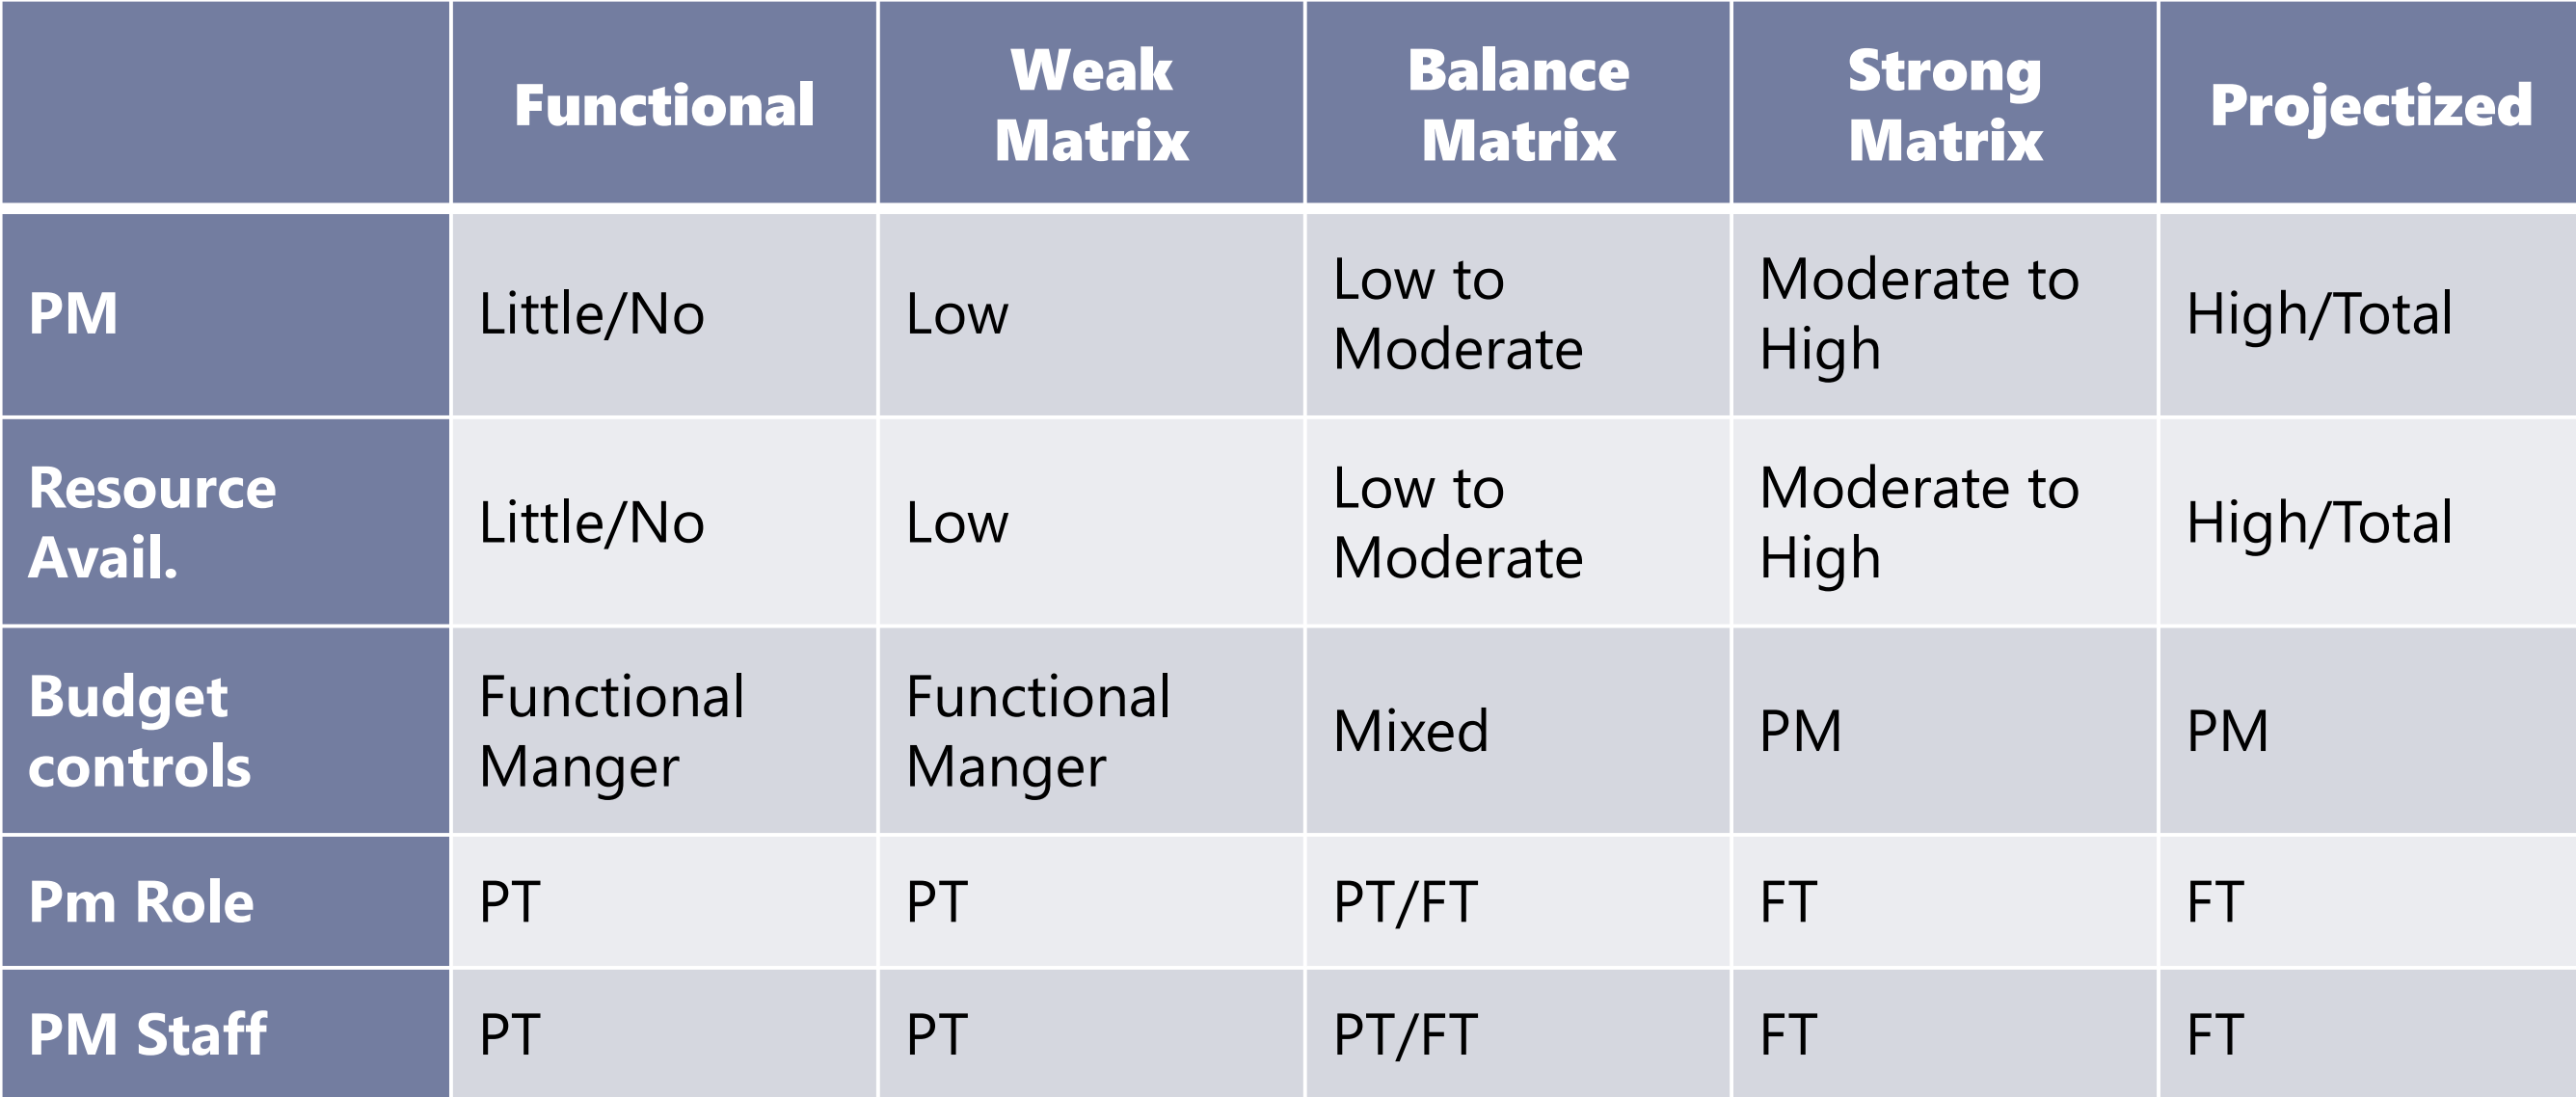 Functional
Weak
Matrix
Balance
Matrix
Strong
Matrix
Projectized
PM
Little/No
Low
Low to
Moderate
Moderate to
High
High/Total
Resource
Avail.
Little/No
Low
Low to
Moderate
Moderate to
High
High/Total
Budget
controls
Functional
Manger
Functional
Manger
Mixed
PM
PM
Pm Role
PT
PT
PT/FT
FT
FT
PM Staff
PT
PT
PT/FT
FT
FT